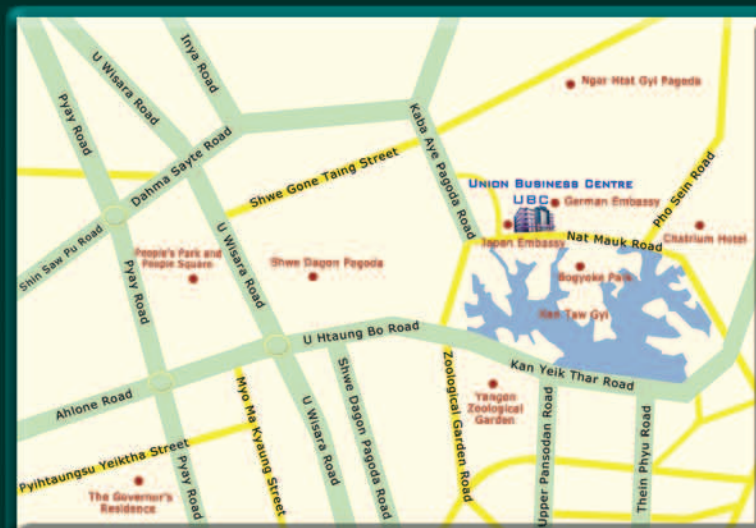 Inya Road
U Wisara Road
Pyay Road
Ngar Htat Gyi Pagoda
Kaba Aye Pagoda Road
Dahma Sayte Road
Shwe Gone Taing Street
Pho Sein Road
UNION BUSINESS CENTRE
UBC
German Embassy
Shin Saw Pu Road
Japan Embassy
Nat Mauk Road
Chatrium Hotel
U Wisara Road
People's Park and
People Square
Shwe Dagon Pagoda
Bogyoke Park
Pyay Road
Kan Taw Gyi
U Htaung Bo Road
Kan Yeik Thar Road
Ahlone Road
Zoological Garden Road
Yangon
Zoological
Garden
Shwe Dagon Pagoda Road
Myo Ma Kyaung Street
U Wisara Road
Upper Pansodan Road
Thein Phyu Road
Pyihtaungsu Yeiktha Street
Pyay Road
The Governor's
Residence